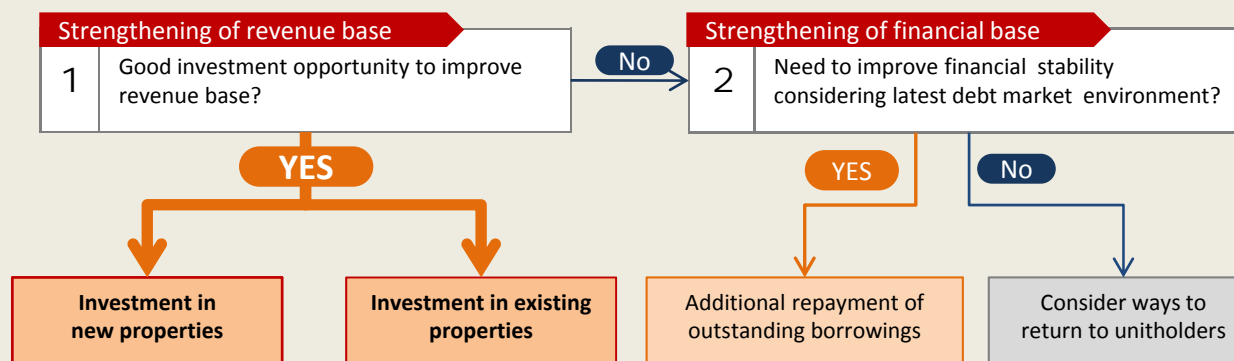 Strengthening of revenue base
1
Good investment opportunity to improve
revenue base?
No
Strengthening of financial base
2
Need to improve financial stability
considering latest debt market environment?
YES
YES
No
Investment in
new properties
Investment in existing
properties
Additional repayment of
outstanding borrowings
Consider ways to
return to unitholders